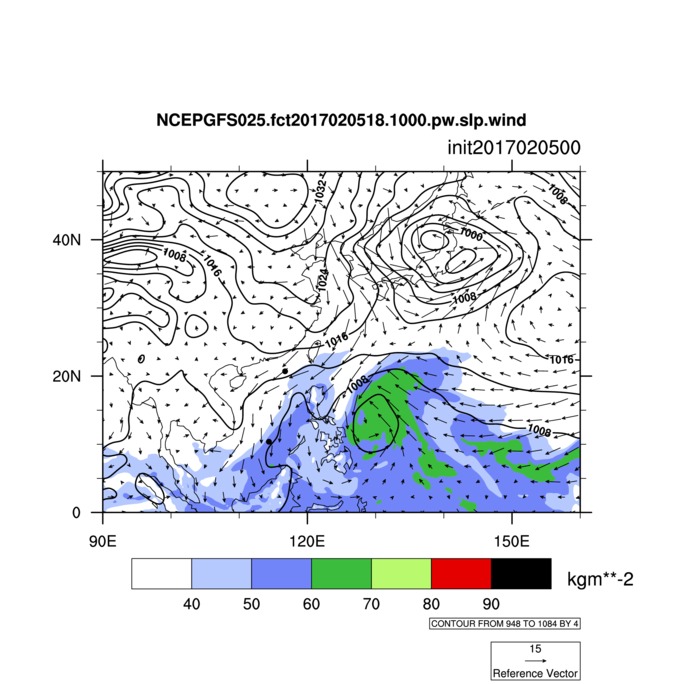 NCEPGFS025.fct2017020518.1000.pw.slp.wind
init2017020500
1032
1008
1006
1008
1016
1024
1008
40N
1016
1016
1008
1008
20N
0
0
90E 120E 150E
40 50 60 70 80 90
kgm**-2
CONTOUR FROM 948 TO 1084 BY 4
15
Reference Vector